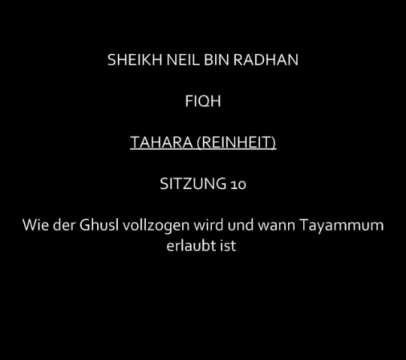 SHEIKH NEIL BIN RADHAN
FIQH
TAHARA (REINHEIT)
SITZUNG 10
Wie der Ghusl vollzogen wird und wann Tayammum
erlaubt ist